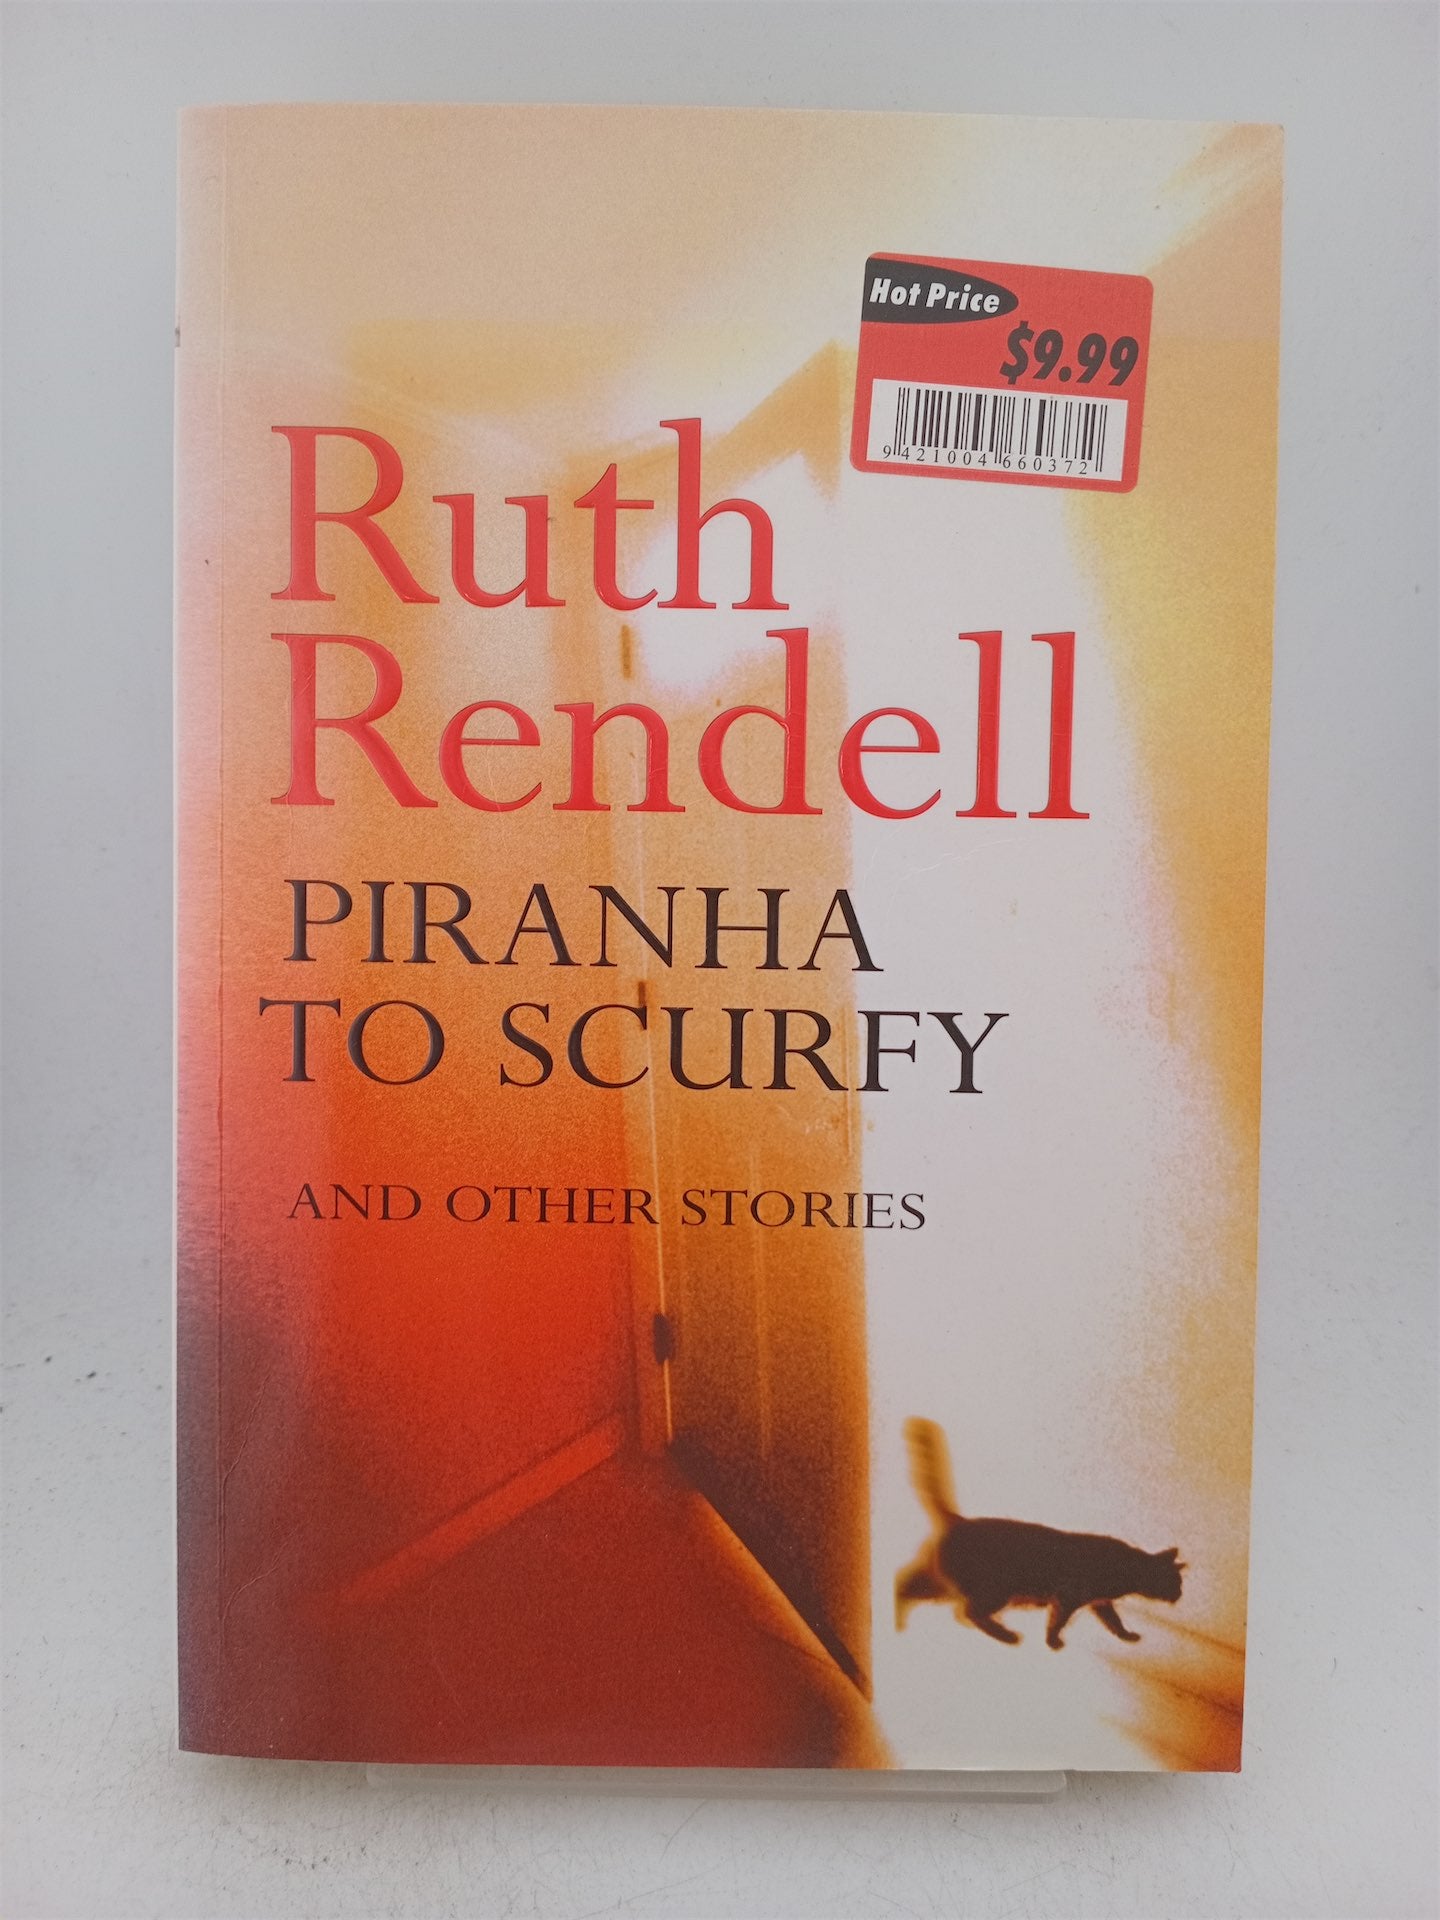 Hot Price
$9.99
9 421004 660372
Ruth
Rendell
PIRANHA
TO SCURFY
AND OTHER STORIES